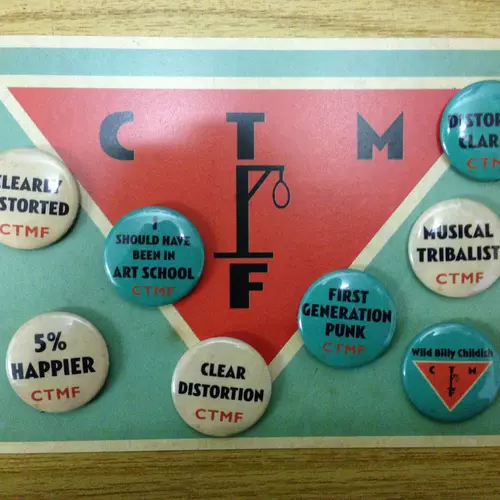 C T M
F
CLEARLY
DISTORTED
CTMF
I
SHOULD HAVE
BEEN IN
ART SCHOOL
CTMF
5%
HAPPIER
CTMF
CLEAR
DISTORTION
CTMF
FIRST
GENERATION
PUNK
CTMF
DISTOR
CLAR
CTM
MUSICAL
TRIBALIST
CTMF
Wild Billy Childish
C T M
F